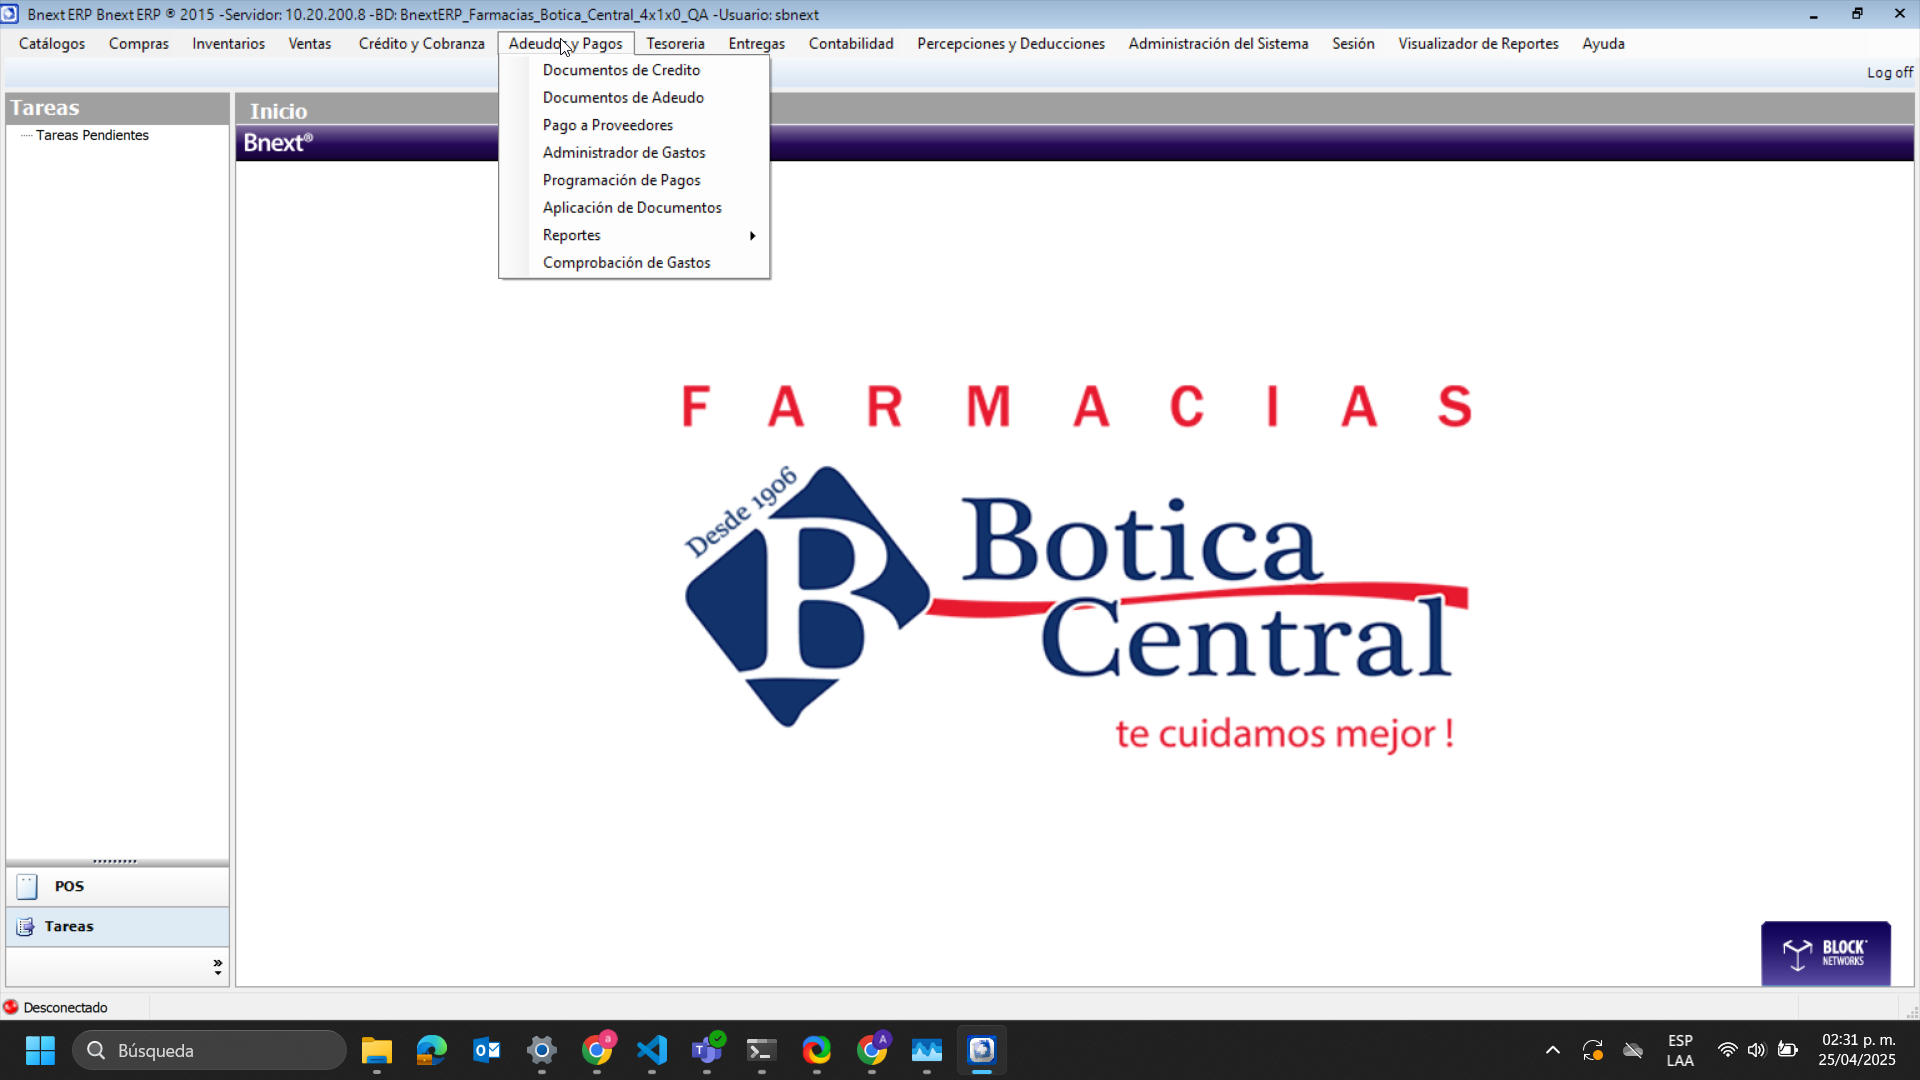 Bnext ERP Bnext ERP ® 2015 -Servidor: 10.20.200.8 -BD: BnextERP_Farmacias_Botica_Central_4x1x0_QA -Usuario: sbnext
Catálogos Compras Inventarios Ventas Crédito y Cobranza Adeudos y Pagos Tesoreria Entregas Contabilidad Percepciones y Deducciones Administración del Sistema Sesión Visualizador de Reportes Ayuda
Log off
Documentos de Credito
Documentos de Adeudo
Pago a Proveedores
Administrador de Gastos
Programación de Pagos
Aplicación de Documentos
Reportes
Comprobación de Gastos
Tareas
Tareas Pendientes
Inicio
Bnext®
FARMACIAS
Desde 1906
B
Botica
Central
te cuidamos mejor !
POS
Tareas
BLOCK
NETWORKS
Desconectado
Búsqueda
ESP
LAA
02:31 p. m.
25/04/2025